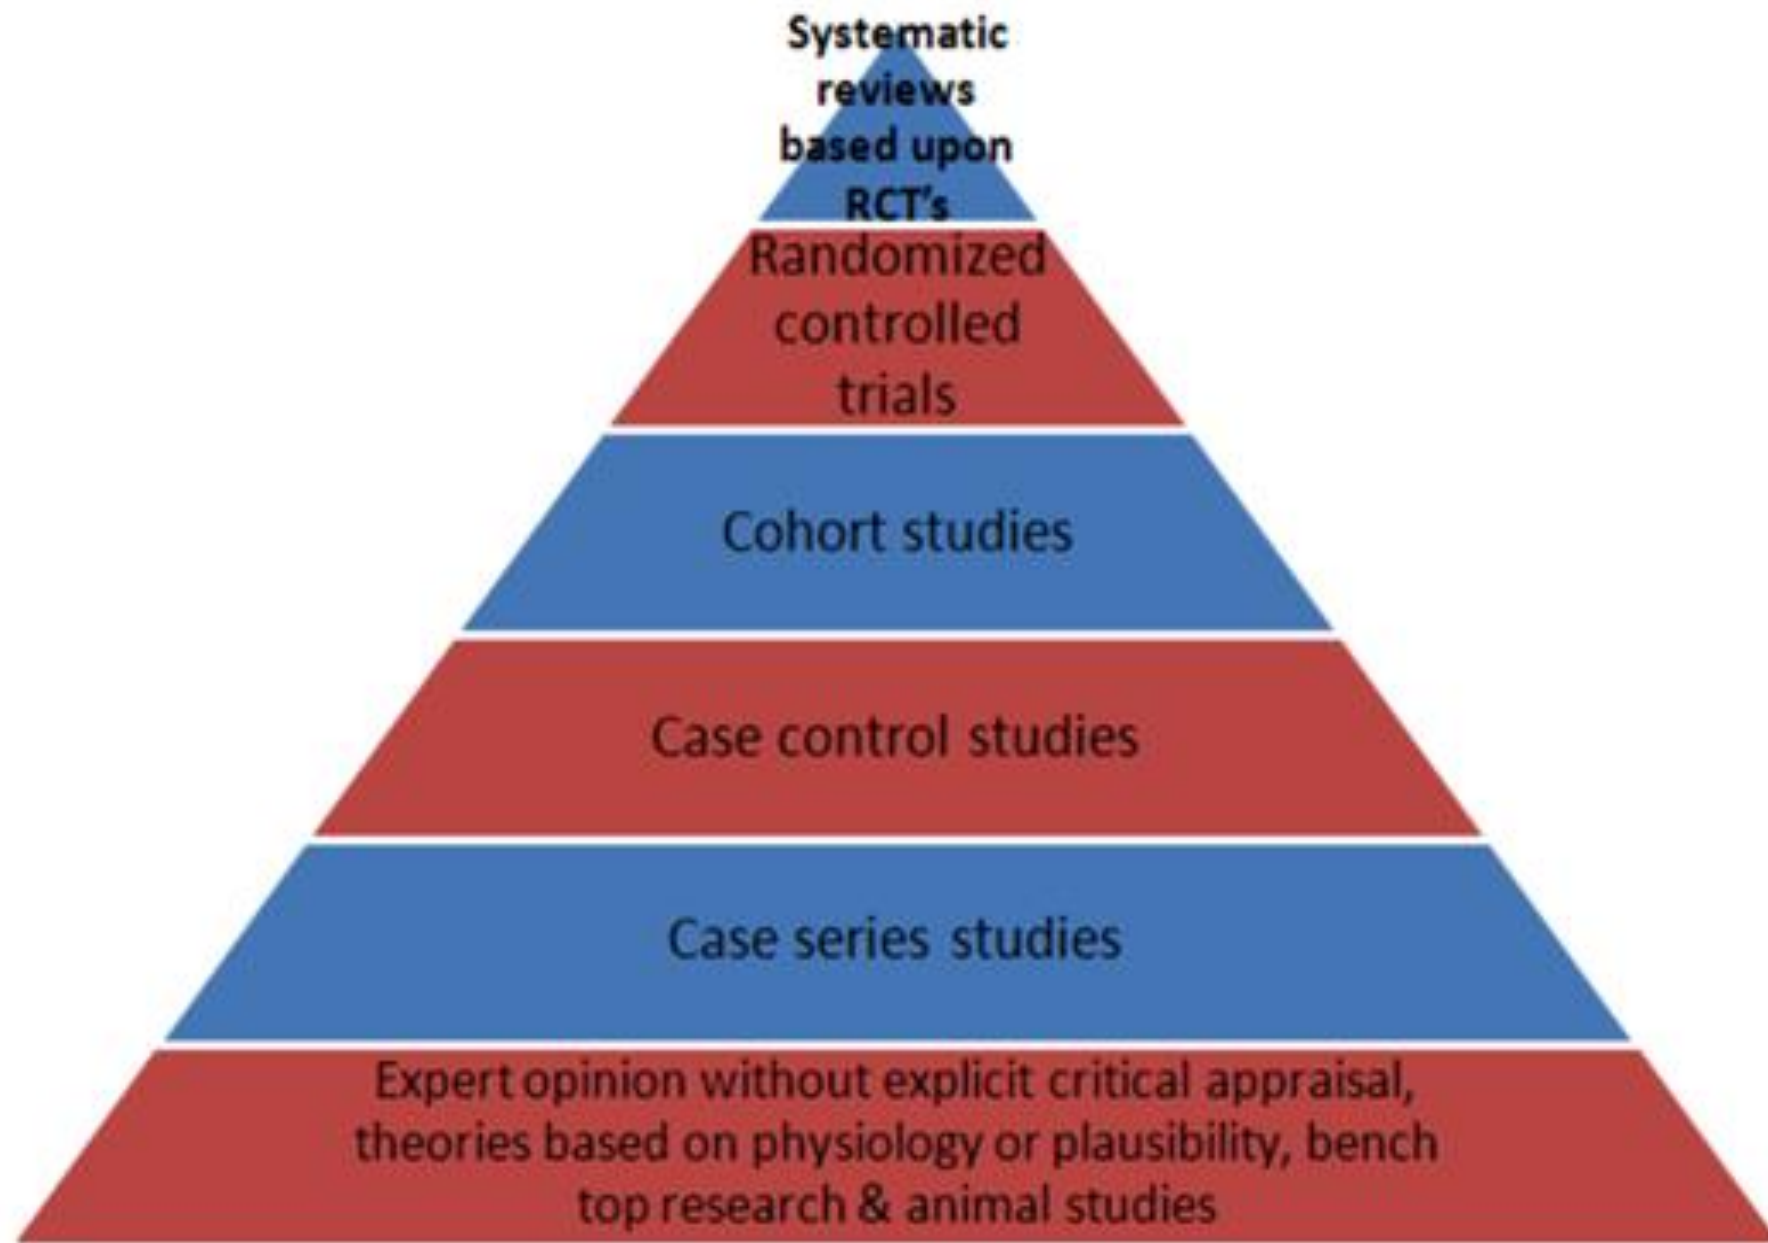 Systematic
reviews
based upon
RCT's
Randomized
controlled
trials
Cohort studies
Case control studies
Case series studies
Expert opinion without explicit critical appraisal,
theories based on physiology or plausibility, bench
top research & animal studies